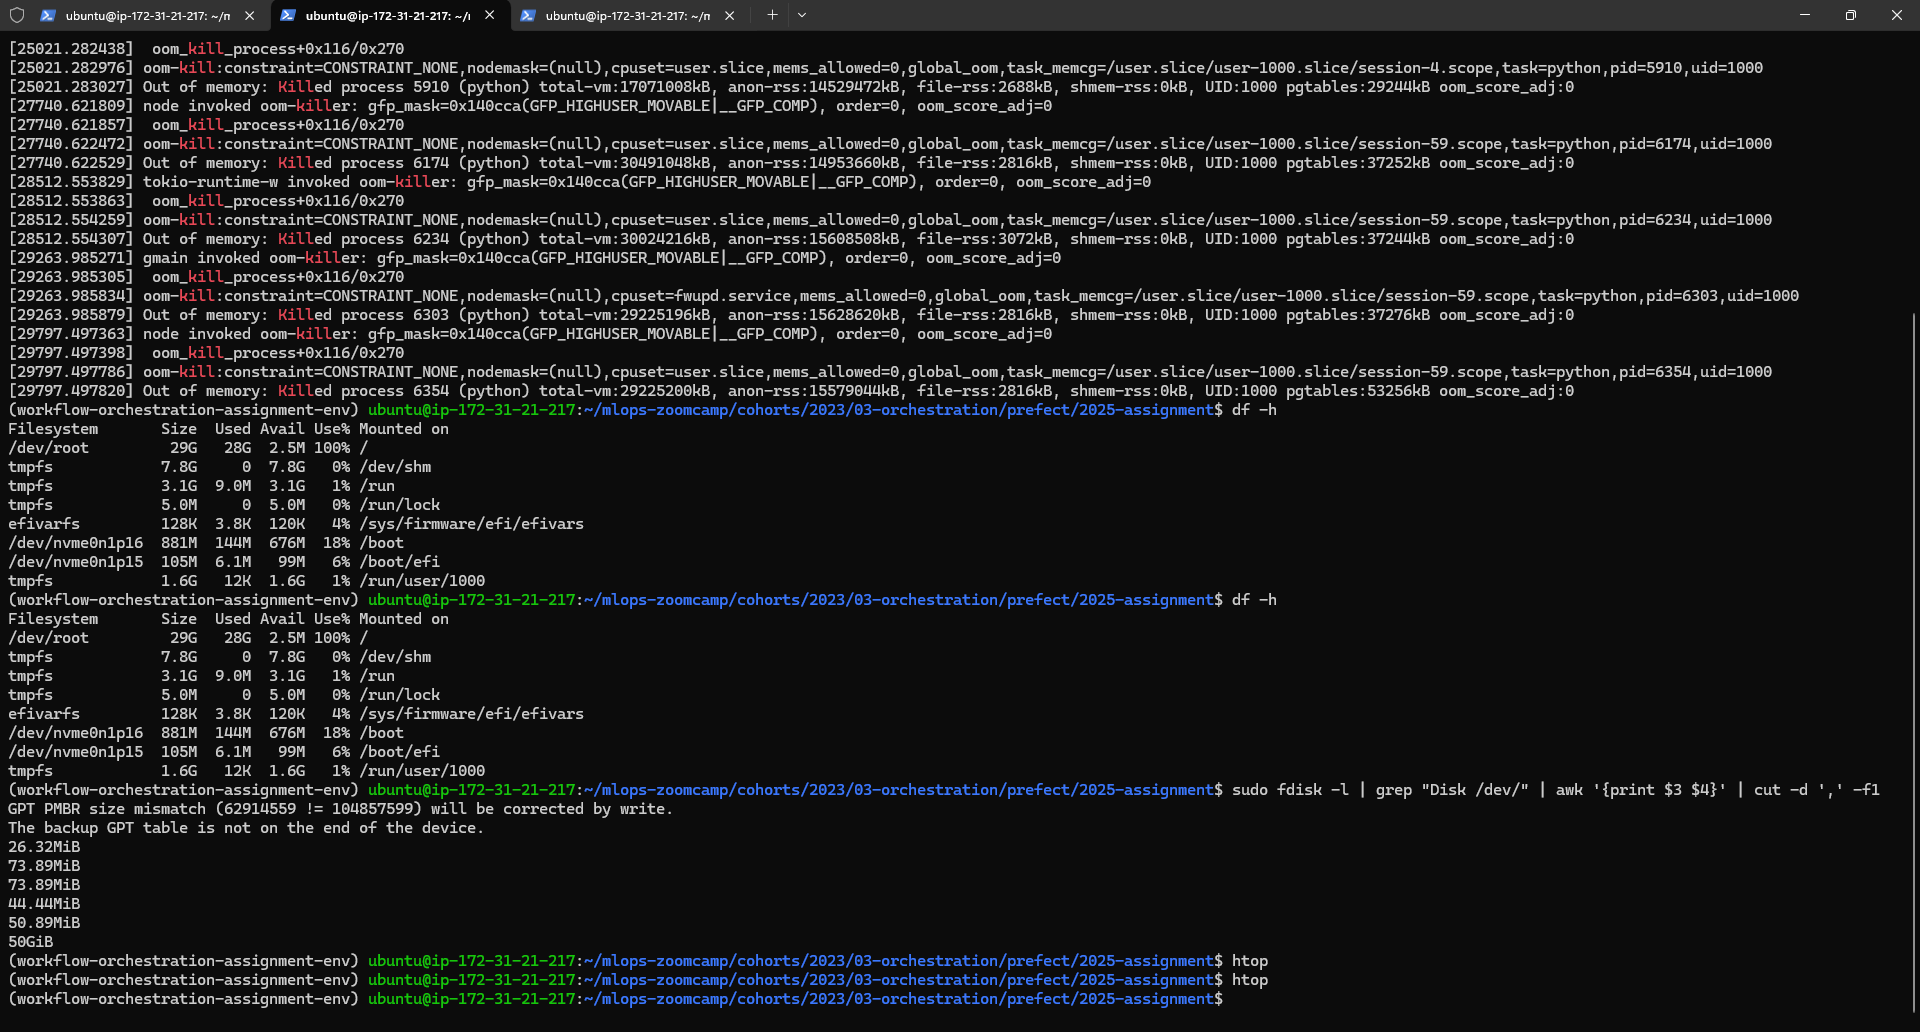 ubuntu@ip-172-31-21-217: ~/m
ubuntu@ip-172-31-21-217: ~/ı
ubuntu@ip-172-31-21-217: ~/m
[25021.282438]  oom_kill_process+0x116/0x270
[25021.282976] oom-kill:constraint=CONSTRAINT_NONE,nodemask=(null),cpuset=user.slice,mems_allowed=0,global_oom,task_memcg=/user.slice/user-1000.slice/session-4.scope,task=python,pid=5910,uid=1000
[25021.283027] Out of memory: Killed process 5910 (python) total-vm:17071008kB, anon-rss:14529472kB, file-rss:2688kB, shmem-rss:0kB, UID:1000 pgtables:29244kB oom_score_adj:0
[27740.621809] node invoked oom-killer: gfp_mask=0x140cca(GFP_HIGHUSER_MOVABLE|__GFP_COMP), order=0, oom_score_adj=0
[27740.621857]  oom_kill_process+0x116/0x270
[27740.622472] oom-kill:constraint=CONSTRAINT_NONE,nodemask=(null),cpuset=user.slice,mems_allowed=0,global_oom,task_memcg=/user.slice/user-1000.slice/session-59.scope,task=python,pid=6174,uid=1000
[27740.622529] Out of memory: Killed process 6174 (python) total-vm:30491048kB, anon-rss:14953660kB, file-rss:2816kB, shmem-rss:0kB, UID:1000 pgtables:37252kB oom_score_adj:0
[28512.553829] tokio-runtime-w invoked oom-killer: gfp_mask=0x140cca(GFP_HIGHUSER_MOVABLE|__GFP_COMP), order=0, oom_score_adj=0
[28512.553863]  oom_kill_process+0x116/0x270
[28512.554259] oom-kill:constraint=CONSTRAINT_NONE,nodemask=(null),cpuset=user.slice,mems_allowed=0,global_oom,task_memcg=/user.slice/user-1000.slice/session-59.scope,task=python,pid=6234,uid=1000
[28512.554307] Out of memory: Killed process 6234 (python) total-vm:30024216kB, anon-rss:15608508kB, file-rss:3072kB, shmem-rss:0kB, UID:1000 pgtables:37244kB oom_score_adj:0
[29263.985271] gmain invoked oom-killer: gfp_mask=0x140cca(GFP_HIGHUSER_MOVABLE|__GFP_COMP), order=0, oom_score_adj=0
[29263.985305]  oom_kill_process+0x116/0x270
[29263.985834] oom-kill:constraint=CONSTRAINT_NONE,nodemask=(null),cpuset=fwupd.service,mems_allowed=0,global_oom,task_memcg=/user.slice/user-1000.slice/session-59.scope,task=python,pid=6303,uid=1000
[29263.985879] Out of memory: Killed process 6303 (python) total-vm:29225196kB, anon-rss:15628620kB, file-rss:2816kB, shmem-rss:0kB, UID:1000 pgtables:37276kB oom_score_adj:0
[29797.497363] node invoked oom-killer: gfp_mask=0x140cca(GFP_HIGHUSER_MOVABLE|__GFP_COMP), order=0, oom_score_adj=0
[29797.497398]  oom_kill_process+0x116/0x270
[29797.497786] oom-kill:constraint=CONSTRAINT_NONE,nodemask=(null),cpuset=user.slice,mems_allowed=0,global_oom,task_memcg=/user.slice/user-1000.slice/session-59.scope,task=python,pid=6354,uid=1000
[29797.497820] Out of memory: Killed process 6354 (python) total-vm:29225200kB, anon-rss:15579044kB, file-rss:2816kB, shmem-rss:0kB, UID:1000 pgtables:53256kB oom_score_adj:0
(workflow-orchestration-assignment-env) ubuntu@ip-172-31-21-217:~/mlops-zoomcamp/cohorts/2023/03-orchestration/prefect/2025-assignment$ df -h
Filesystem       Size  Used Avail Use% Mounted on
/dev/root         29G   28G  2.5M 100% /
tmpfs            7.8G     0  7.8G   0% /dev/shm
tmpfs            3.1G  9.0M  3.1G   1% /run
tmpfs            5.0M     0  5.0M   0% /run/lock
efivarfs         128K  3.8K  120K   4% /sys/firmware/efi/efivars
/dev/nvme0n1p16  881M  144M  676M  18% /boot
/dev/nvme0n1p15  105M  6.1M   99M   6% /boot/efi
tmpfs            1.6G   12K  1.6G   1% /run/user/1000
(workflow-orchestration-assignment-env) ubuntu@ip-172-31-21-217:~/mlops-zoomcamp/cohorts/2023/03-orchestration/prefect/2025-assignment$ df -h
Filesystem       Size  Used Avail Use% Mounted on
/dev/root         29G   28G  2.5M 100% /
tmpfs            7.8G     0  7.8G   0% /dev/shm
tmpfs            3.1G  9.0M  3.1G   1% /run
tmpfs            5.0M     0  5.0M   0% /run/lock
efivarfs         128K  3.8K  120K   4% /sys/firmware/efi/efivars
/dev/nvme0n1p16  881M  144M  676M  18% /boot
/dev/nvme0n1p15  105M  6.1M   99M   6% /boot/efi
tmpfs            1.6G   12K  1.6G   1% /run/user/1000
(workflow-orchestration-assignment-env) ubuntu@ip-172-31-21-217:~/mlops-zoomcamp/cohorts/2023/03-orchestration/prefect/2025-assignment$ sudo fdisk -l | grep "Disk /dev/" | awk '{print $3 $4}' | cut -d ',' -f1
GPT PMBR size mismatch (62914559 != 104857599) will be corrected by write.
The backup GPT table is not on the end of the device.
26.32MiB
73.89MiB
73.89MiB
44.44MiB
50.89MiB
50GiB
(workflow-orchestration-assignment-env) ubuntu@ip-172-31-21-217:~/mlops-zoomcamp/cohorts/2023/03-orchestration/prefect/2025-assignment$ htop
(workflow-orchestration-assignment-env) ubuntu@ip-172-31-21-217:~/mlops-zoomcamp/cohorts/2023/03-orchestration/prefect/2025-assignment$ htop
(workflow-orchestration-assignment-env) ubuntu@ip-172-31-21-217:~/mlops-zoomcamp/cohorts/2023/03-orchestration/prefect/2025-assignment$